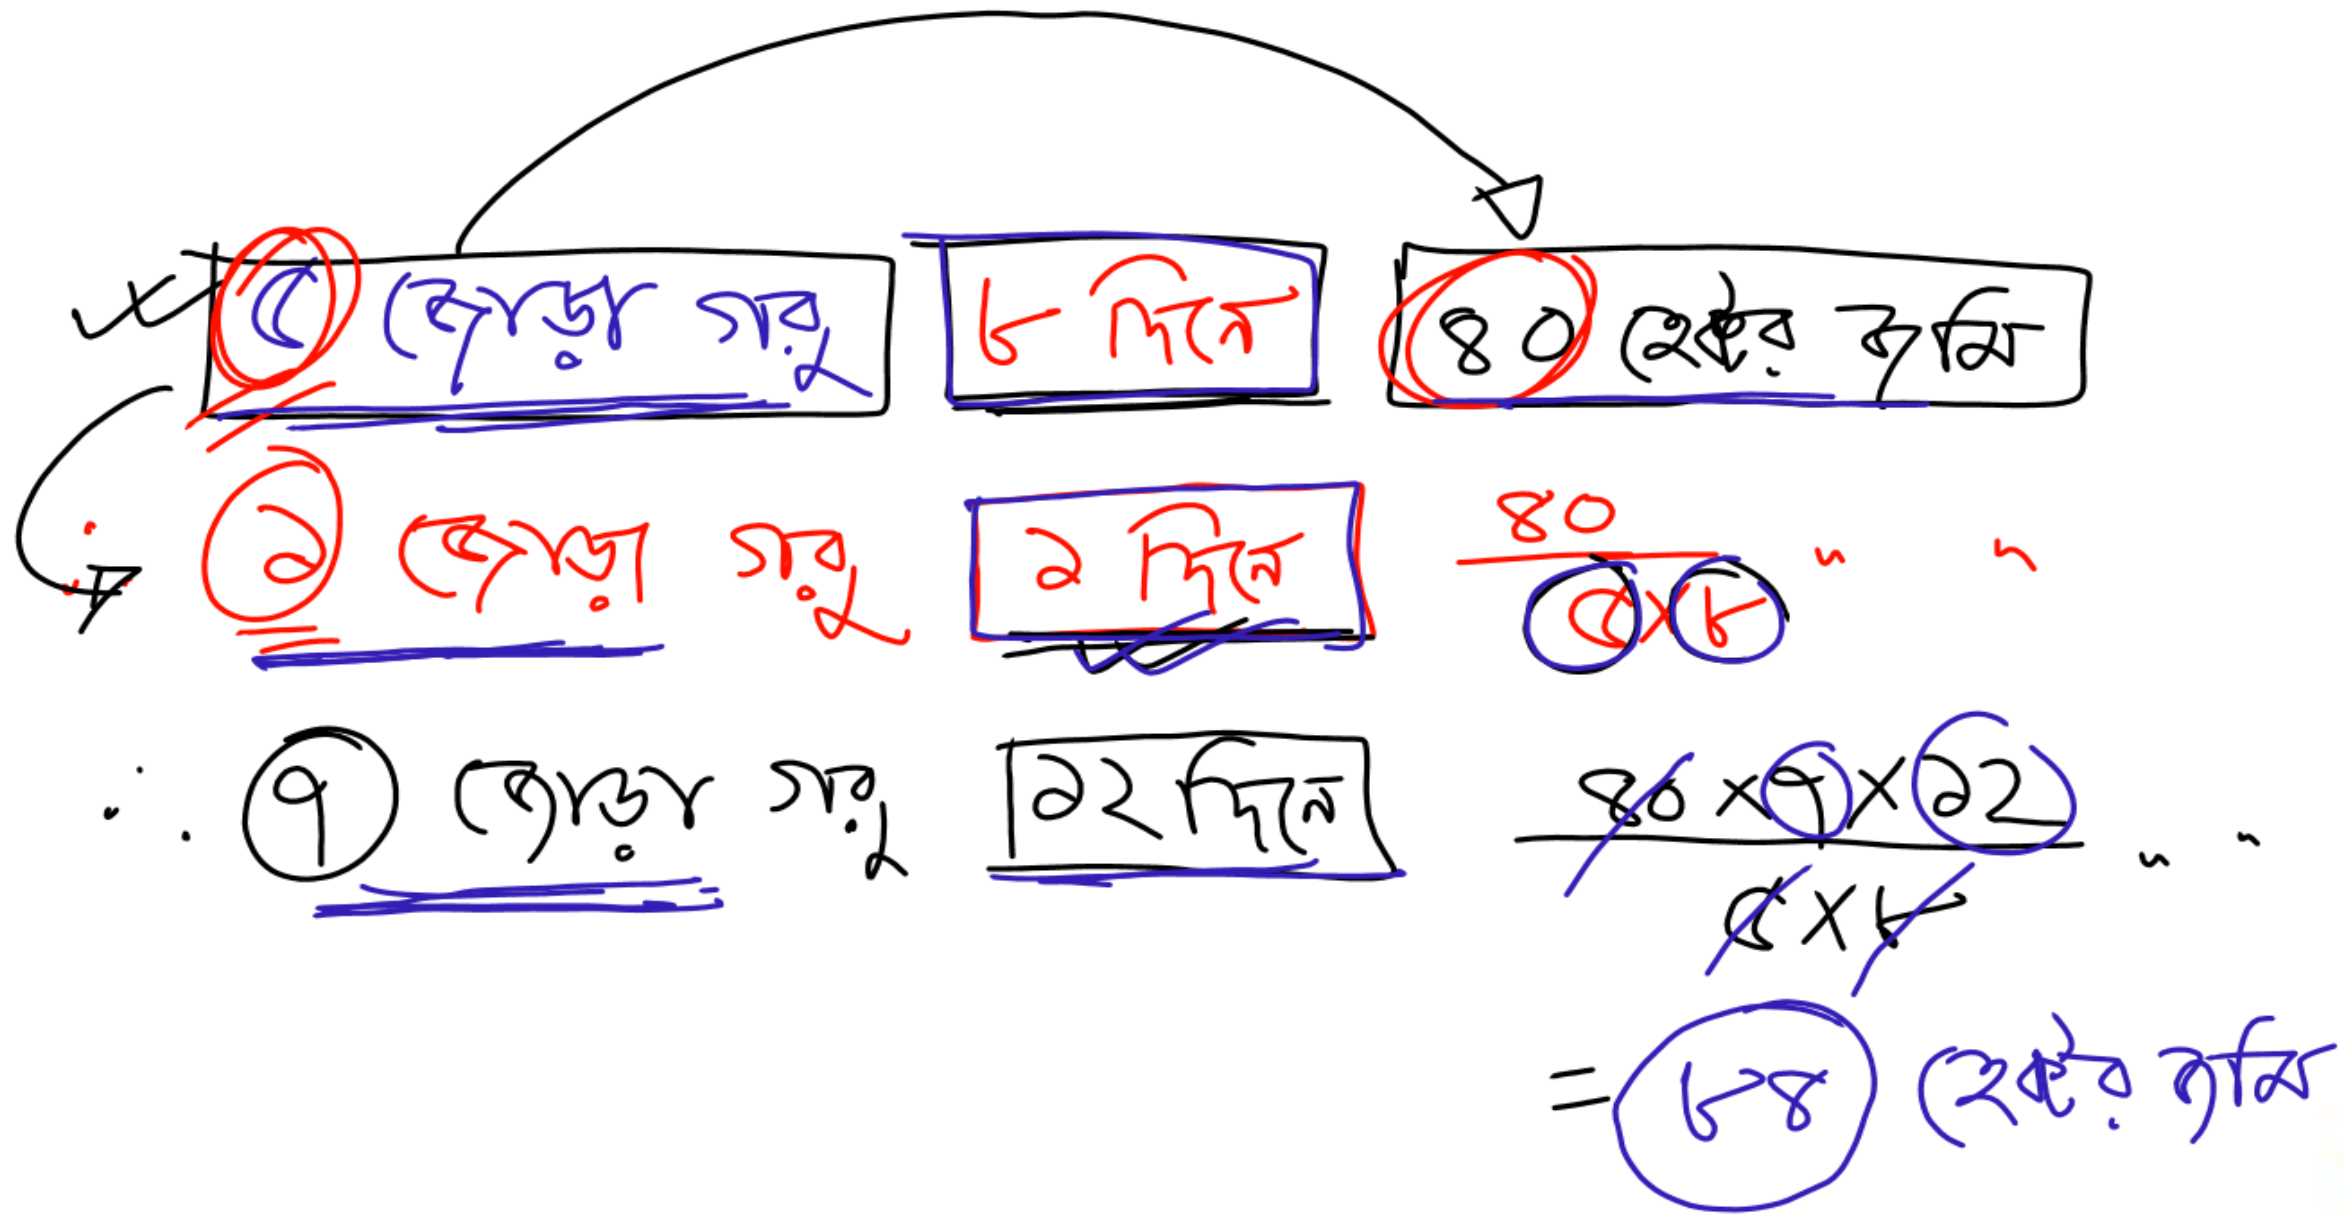 ৫ জোড়া গরু ৮ দিনে ৪০ হেক্টর জমি
∴ ১ জোড়া গরু ১ দিনে ৪০/৫×৮ " "
∴ ৭ জোড়া গরু ১২ দিনে ৪০×৭×১২/৫×৮ " "
= ৮৪ হেক্টর জমি